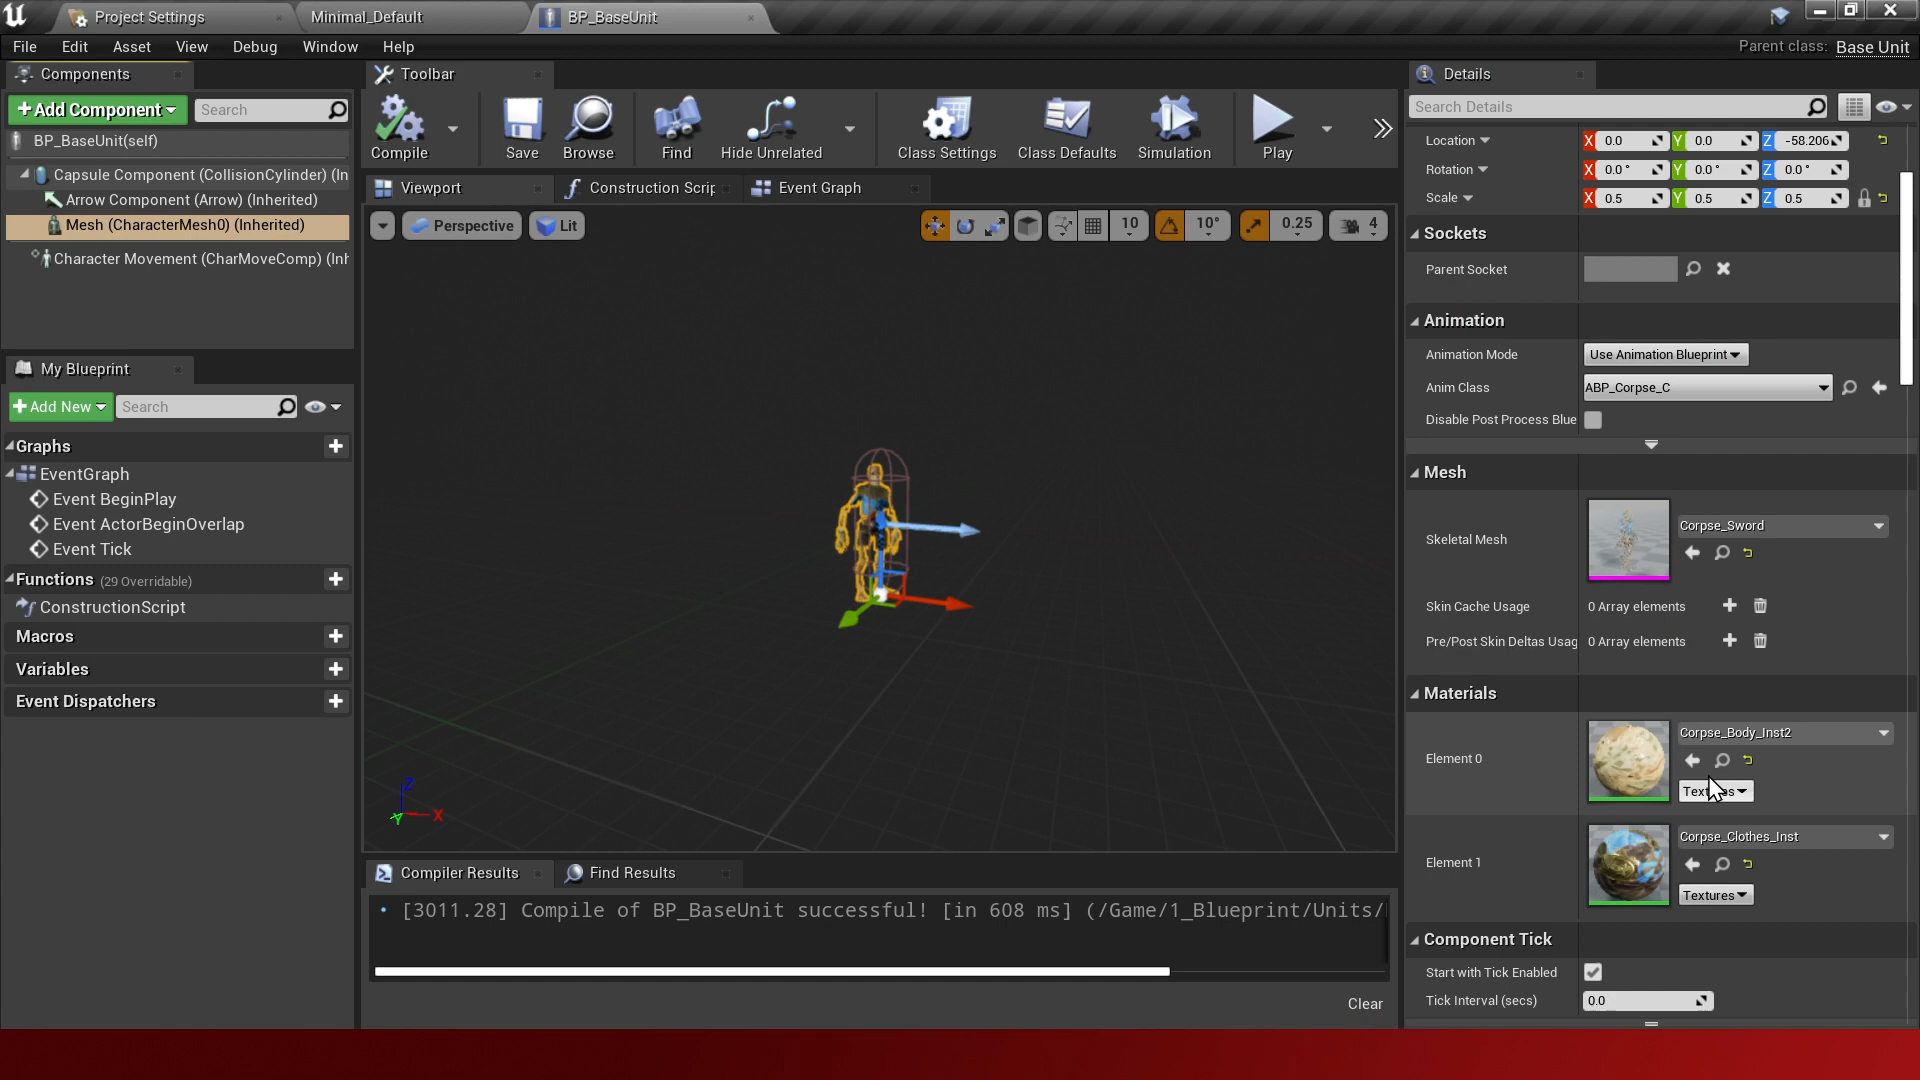 Project Settings
Minimal_Default
BP_BaseUnit
File Edit Asset View Debug Window Help
Parent class: Base Unit
Components
Add Component
Search
BP_BaseUnit(self)
Capsule Component (CollisionCylinder) (In
Arrow Component (Arrow) (Inherited)
Mesh (CharacterMesh0) (Inherited)
Character Movement (CharMoveComp) (Inh
My Blueprint
Add New
Search
Graphs
EventGraph
Event BeginPlay
Event ActorBeginOverlap
Event Tick
Functions (29 Overridable)
ConstructionScript
Macros
Variables
Event Dispatchers
Toolbar
Compile
Save
Browse
Find
Hide Unrelated
Class Settings
Class Defaults
Simulation
Play
Viewport
Construction Scrip
Event Graph
Perspective
Lit
10
10°
0.25
4
Z
X
Y
Compiler Results
Find Results
[3011.28] Compile of BP_BaseUnit successful! [in 608 ms] (/Game/1_Blueprint/Units/
Clear
Details
Search Details
Location X 0.0 Y 0.0 Z -58.206
Rotation X 0.0 ° Y 0.0 ° Z 0.0 °
Scale X 0.5 Y 0.5 Z 0.5
Sockets
Parent Socket
Animation
Animation Mode Use Animation Blueprint
Anim Class ABP_Corpse_C
Disable Post Process Blue
Mesh
Skeletal Mesh Corpse_Sword
Skin Cache Usage 0 Array elements
Pre/Post Skin Deltas Usag 0 Array elements
Materials
Element 0 Corpse_Body_Inst2
Textures
Element 1 Corpse_Clothes_Inst
Textures
Component Tick
Start with Tick Enabled
Tick Interval (secs) 0.0